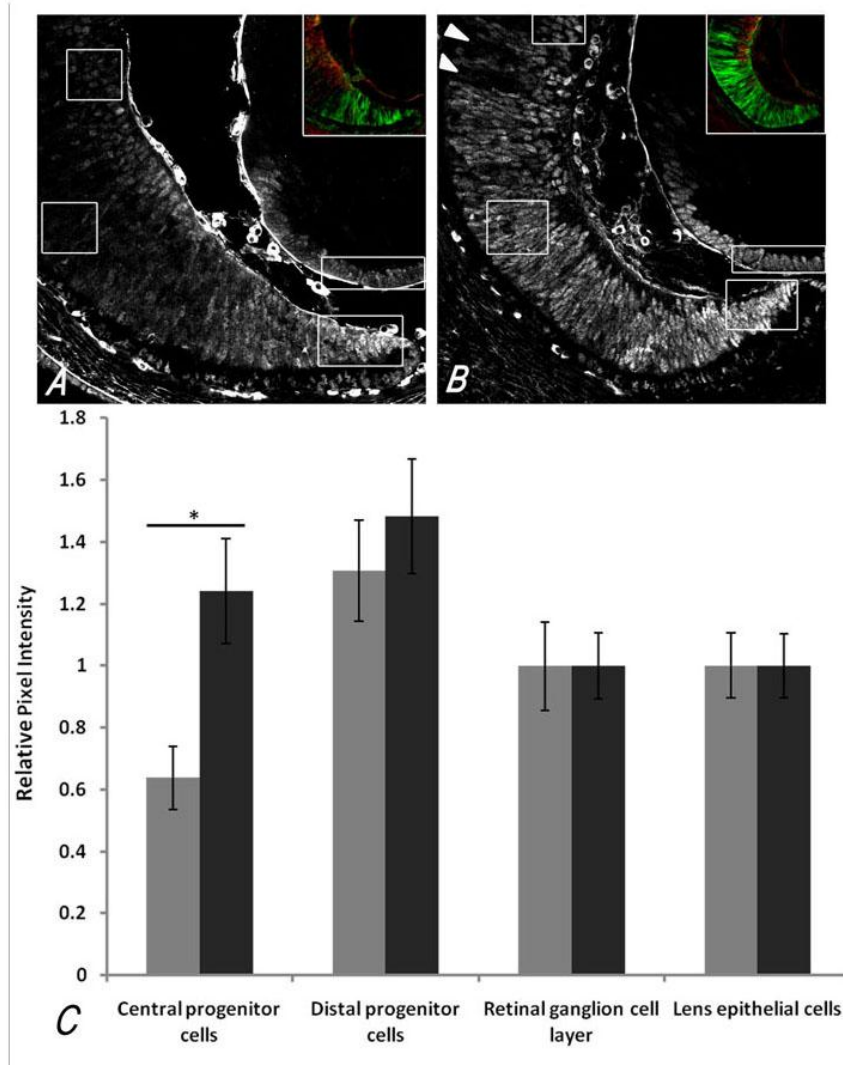 A
B
1.8
1.6
1.4
1.2
1
0.8
0.6
0.4
0.2
0
Relative Pixel Intensity
*
Central progenitor
cells
Distal progenitor
cells
Retinal ganglion cell
layer
Lens epithelial cells
C